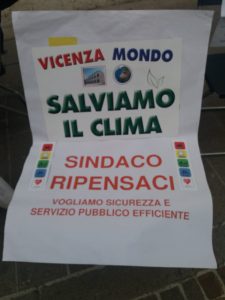 VICENZA MONDO
SALVIAMO
IL CLIMA
SINDACO
RIPENSACI
VOGLIAMO SICUREZZA E
SERVIZIO PUBBLICO EFFICIENTE